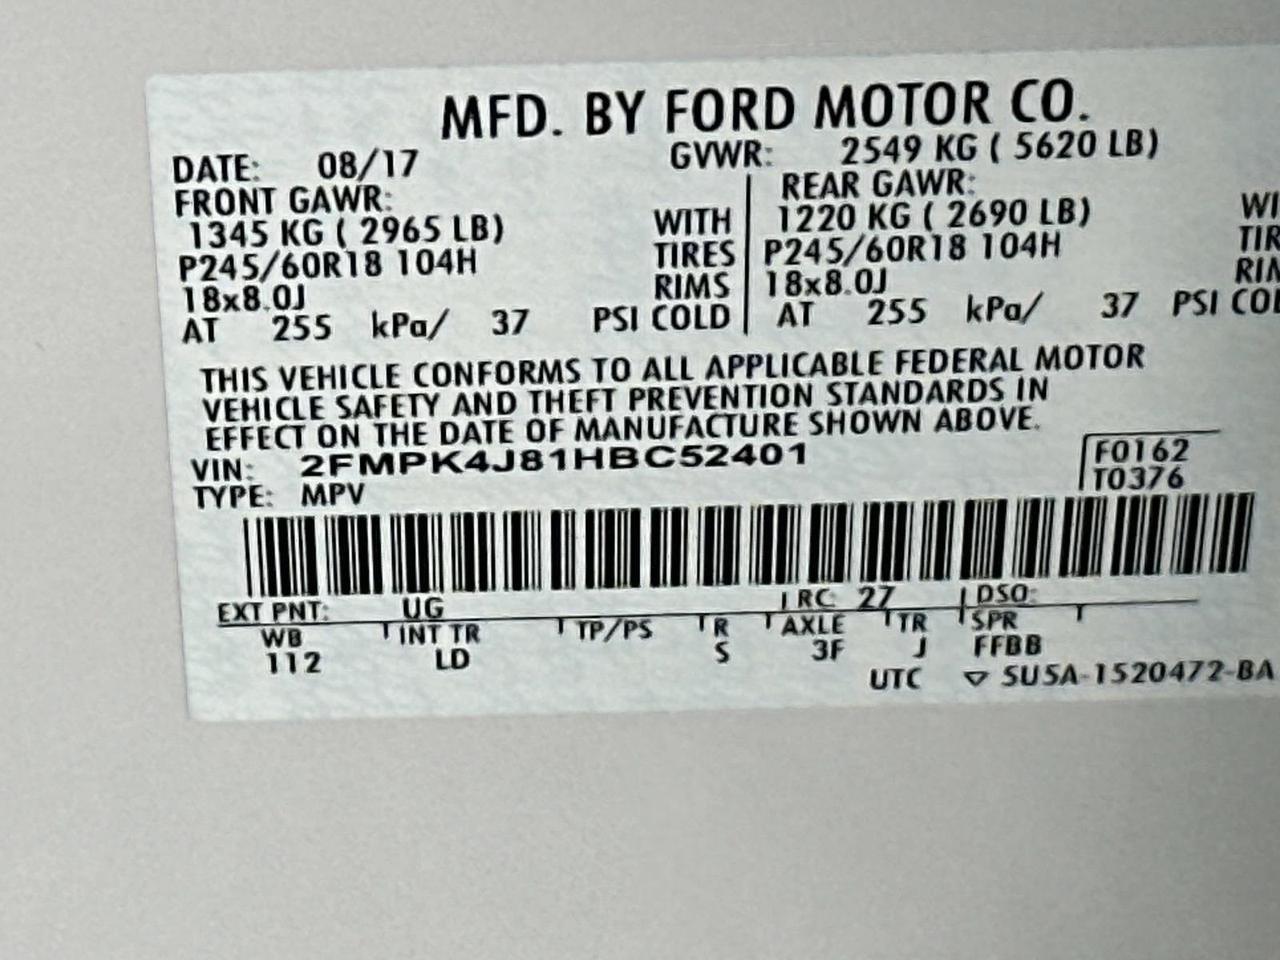 MFD. BY FORD MOTOR CO.
DATE: 08/17 GVWR: 2549 KG ( 5620 LB)
FRONT GAWR: REAR GAWR:
1345 KG ( 2965 LB) WITH 1220 KG ( 2690 LB) WI
P245/60R18 104H TIRES P245/60R18 104H TIR
18x8.0J RIMS 18x8.0J RIM
AT 255 kPa/ 37 PSI COLD AT 255 kPa/ 37 PSI COL
THIS VEHICLE CONFORMS TO ALL APPLICABLE FEDERAL MOTOR
VEHICLE SAFETY AND THEFT PREVENTION STANDARDS IN
EFFECT ON THE DATE OF MANUFACTURE SHOWN ABOVE.
VIN: 2FMPK4J81HBC52401 F0162
TYPE: MPV T0376
EXT PNT: UG RC: 27 DSO:
WB INT TR TP/PS R AXLE TR SPR
112 LD S 3F J FFBB
UTC ▽ 5U5A-1520472-BA